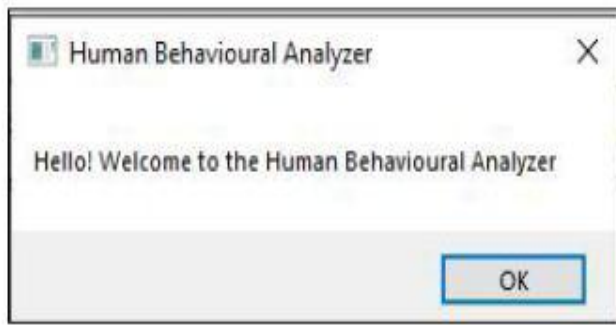 Human Behavioural Analyzer
Hello! Welcome to the Human Behavioural Analyzer
OK